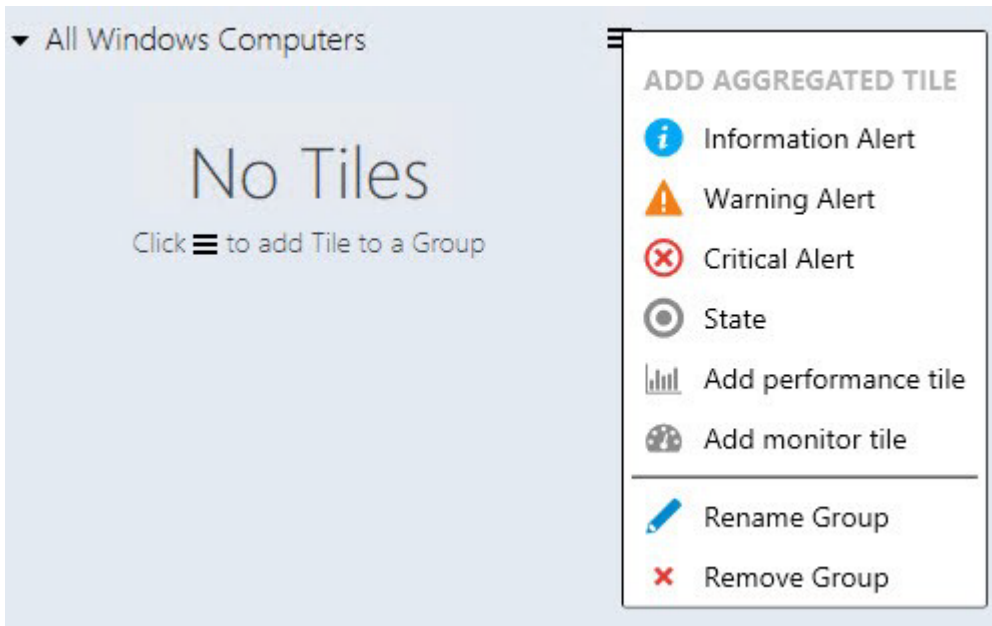 All Windows Computers
No Tiles
Click to add Tile to a Group
ADD AGGREGATED TILE
Information Alert
Warning Alert
Critical Alert
State
Add performance tile
Add monitor tile
Rename Group
Remove Group